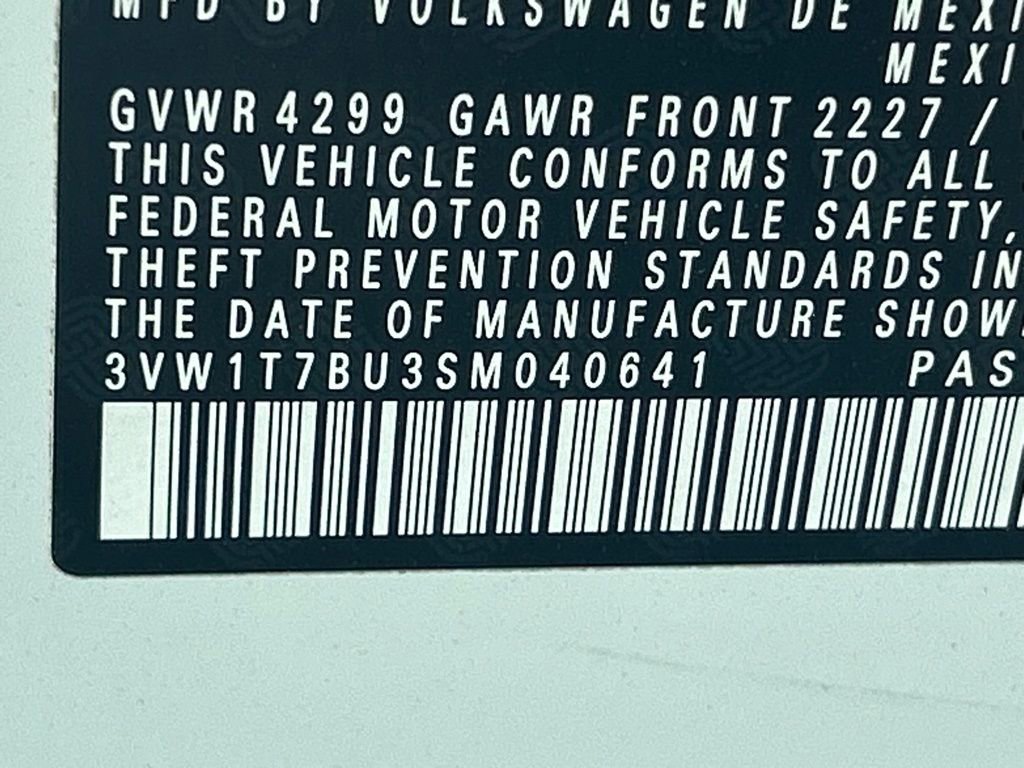 MFD BY VOLKSWAGEN DE MEXI
MEXI
GVWR 4299 GAWR FRONT 2227 /
THIS VEHICLE CONFORMS TO ALL
FEDERAL MOTOR VEHICLE SAFETY,
THEFT PREVENTION STANDARDS IN
THE DATE OF MANUFACTURE SHOW
3VW1T7BU3SM040641 PAS